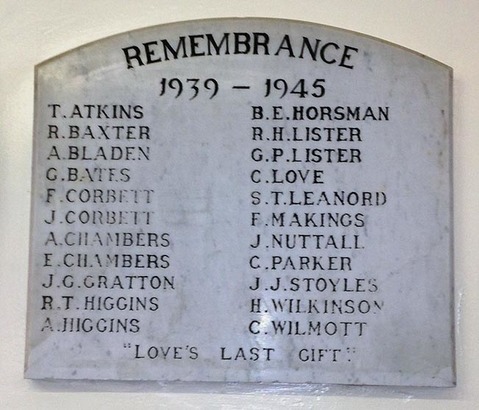 REMEMBRANCE
1939 - 1945
T. ATKINS
R. BAXTER
A. BLADEN
G. BATES
F. CORBETT
J. CORBETT
A. CHAMBERS
E. CHAMBERS
J. G. GRATTON
R. T. HIGGINS
A. HIGGINS
B. E. HORSMAN
R. H. LISTER
G. P. LISTER
C. LOVE
S. T. LEANORD
F. MAKINGS
J. NUTTALL
C. PARKER
J. J. STOYLES
H. WILKINSON
C. WILMOTT
"LOVE'S LAST GIFT".